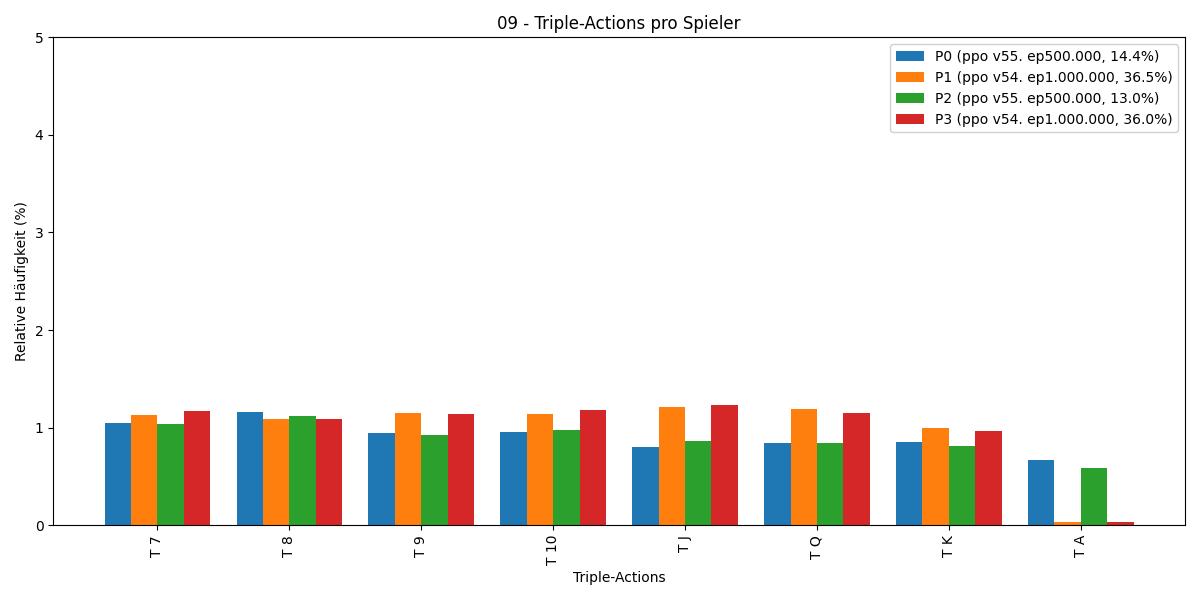 09 - Triple-Actions pro Spieler
P0 (ppo v55. ep500.000, 14.4%)
P1 (ppo v54. ep1.000.000, 36.5%)
P2 (ppo v55. ep500.000, 13.0%)
P3 (ppo v54. ep1.000.000, 36.0%)
Relative Häufigkeit (%)
5
4
3
2
1
0
T 7
T 8
T 9
T 10
T J
T Q
T K
T A
Triple-Actions